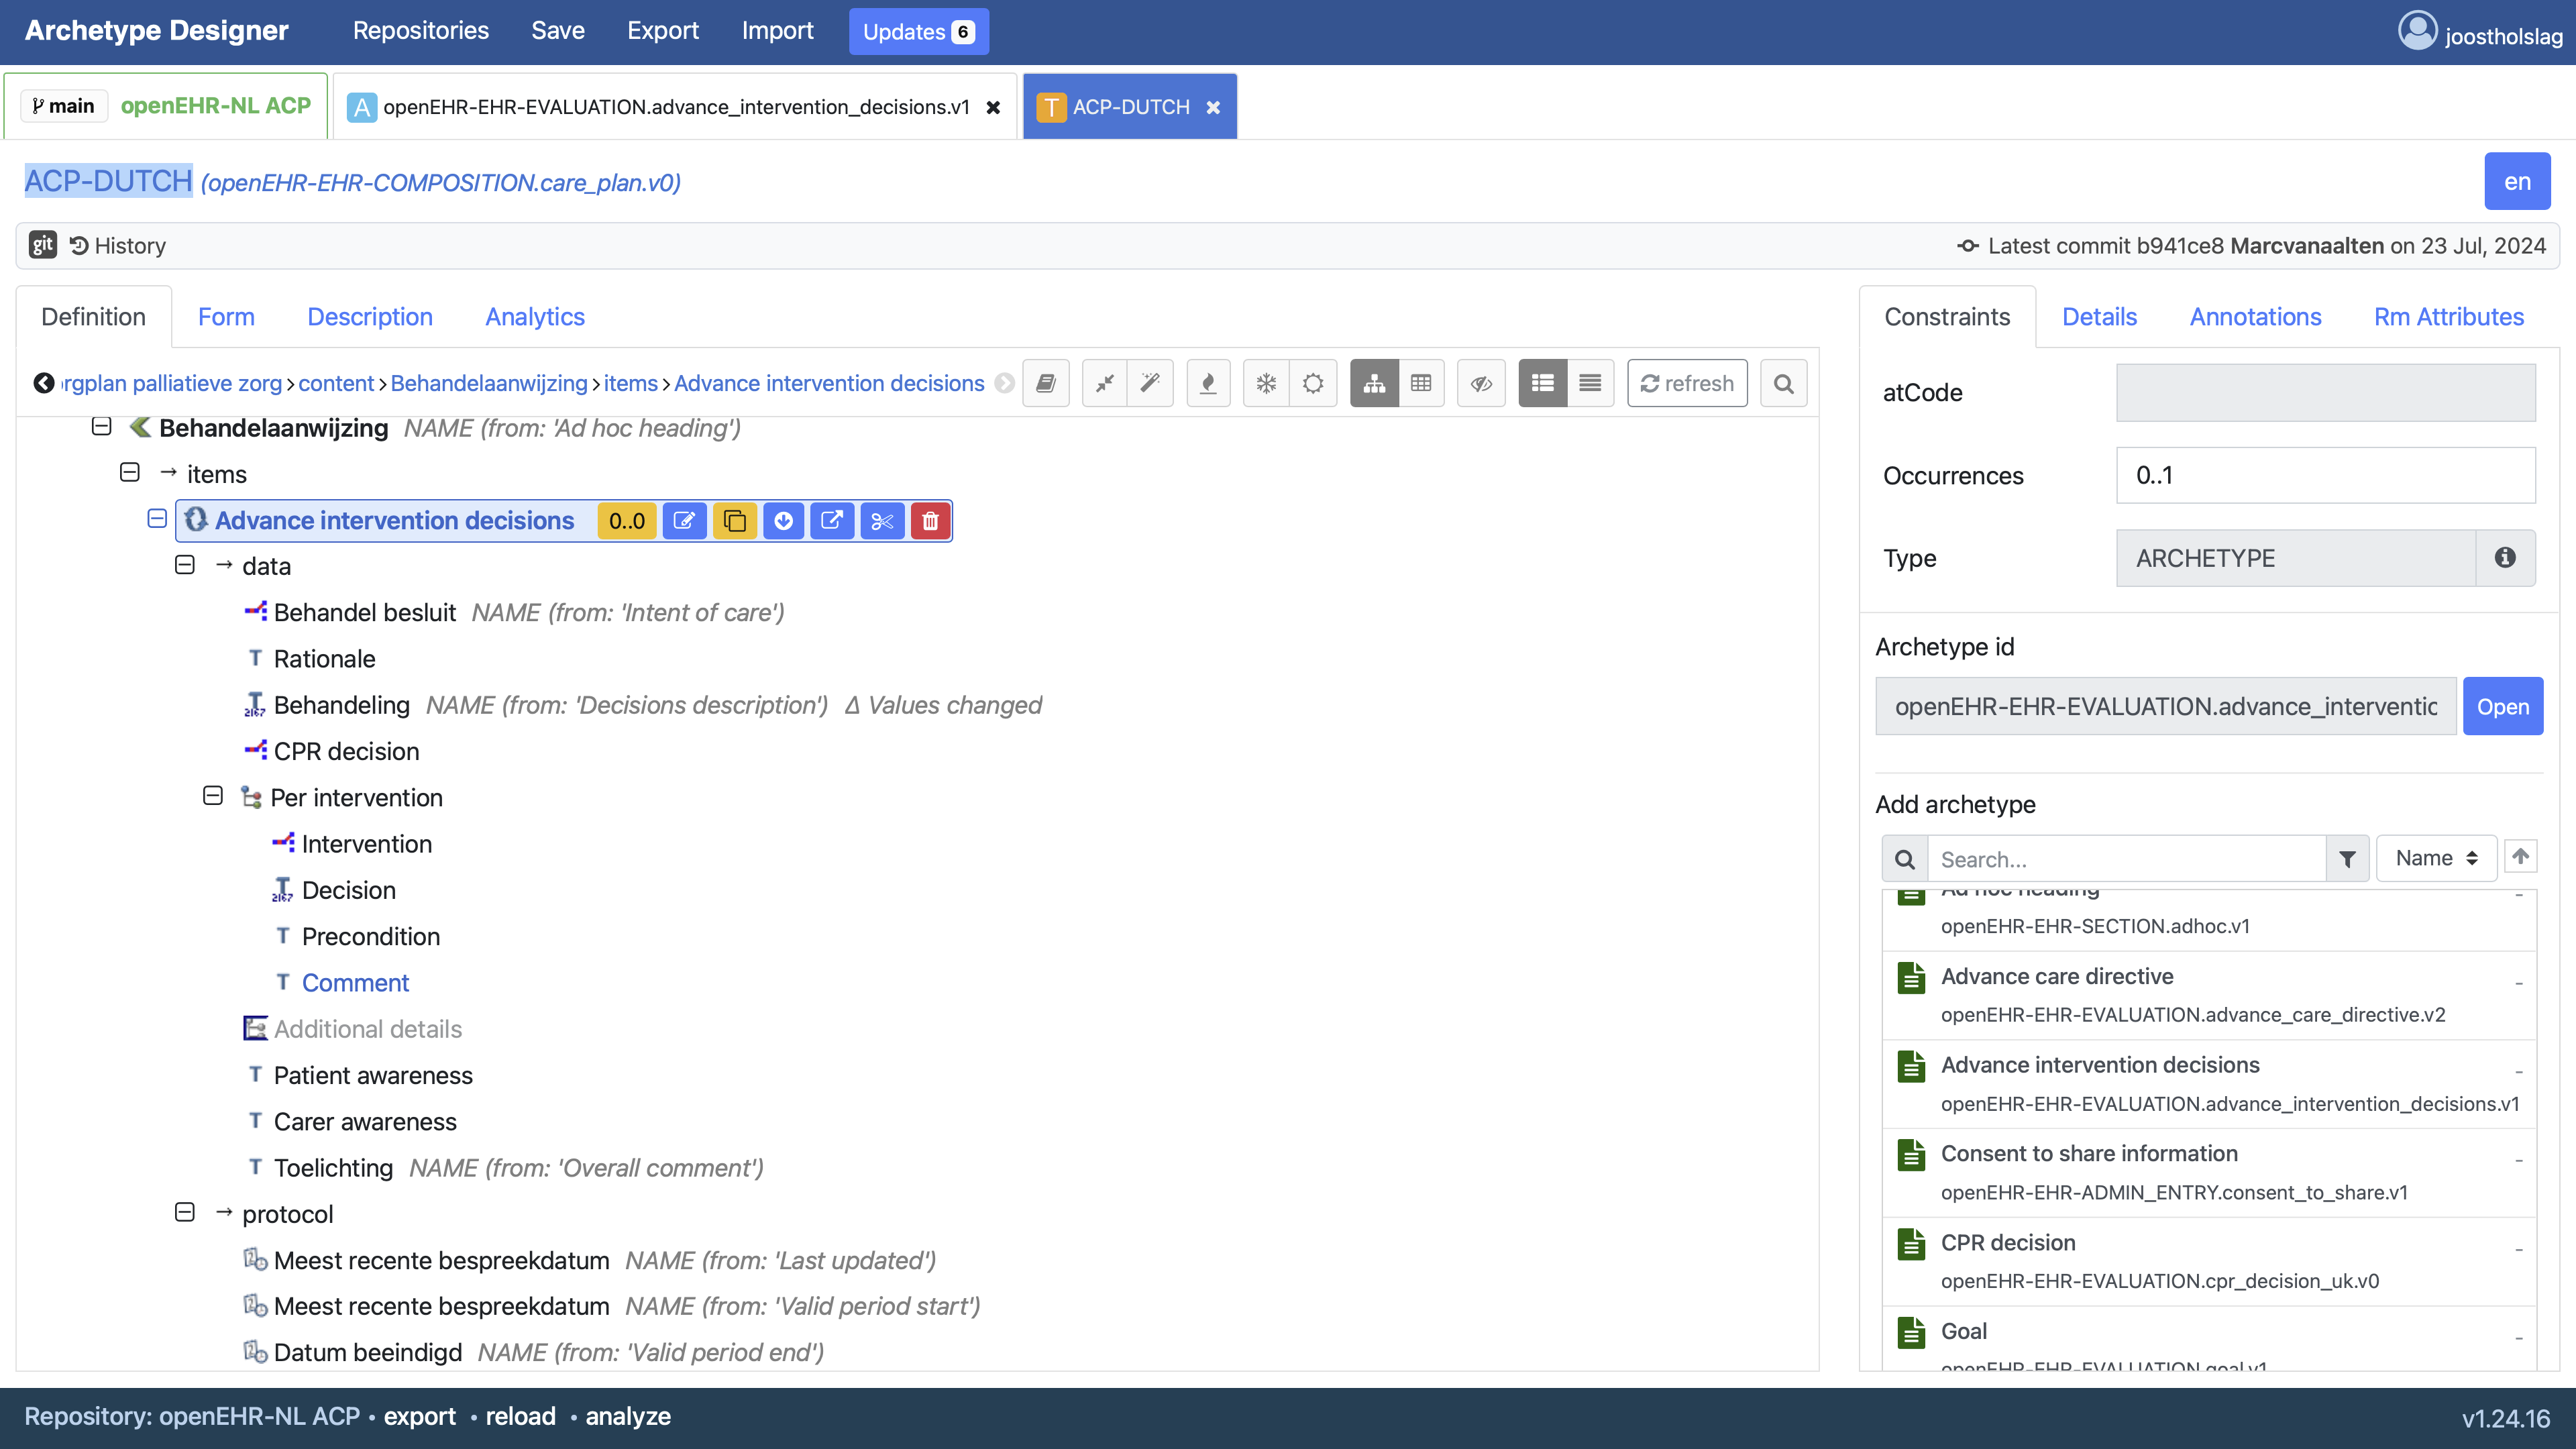 Archetype Designer Repositories Save Export Import Updates 6 joostholslag
main openEHR-NL ACP A openEHR-EHR-EVALUATION.advance_intervention_decisions.v1 T ACP-DUTCH
ACP-DUTCH (openEHR-EHR-COMPOSITION.care_plan.v0) en
git History Latest commit b941ce8 Marcvanaalten on 23 Jul, 2024
Definition Form Description Analytics
rgplan palliatieve zorg › content › Behandelaanwijzing › items › Advance intervention decisions refresh
Behandelaanwijzing NAME (from: 'Ad hoc heading')
→ items
Advance intervention decisions 0..0
→ data
Behandel besluit NAME (from: 'Intent of care')
T Rationale
Behandeling NAME (from: 'Decisions description') Δ Values changed
CPR decision
Per intervention
Intervention
Decision
T Precondition
T Comment
Additional details
T Patient awareness
T Carer awareness
T Toelichting NAME (from: 'Overall comment')
→ protocol
Meest recente bespreekdatum NAME (from: 'Last updated')
Meest recente bespreekdatum NAME (from: 'Valid period start')
Datum beeindigd NAME (from: 'Valid period end')
Constraints Details Annotations Rm Attributes
atCode
Occurrences 0..1
Type ARCHETYPE
Archetype id
openEHR-EHR-EVALUATION.advance_interventic Open
Add archetype
Search... Name
Ad hoc heading -
openEHR-EHR-SECTION.adhoc.v1
Advance care directive -
openEHR-EHR-EVALUATION.advance_care_directive.v2
Advance intervention decisions -
openEHR-EHR-EVALUATION.advance_intervention_decisions.v1
Consent to share information -
openEHR-EHR-ADMIN_ENTRY.consent_to_share.v1
CPR decision -
openEHR-EHR-EVALUATION.cpr_decision_uk.v0
Goal -
openEHR-EHR-EVALUATION.goal.v1
Repository: openEHR-NL ACP • export • reload • analyze v1.24.16